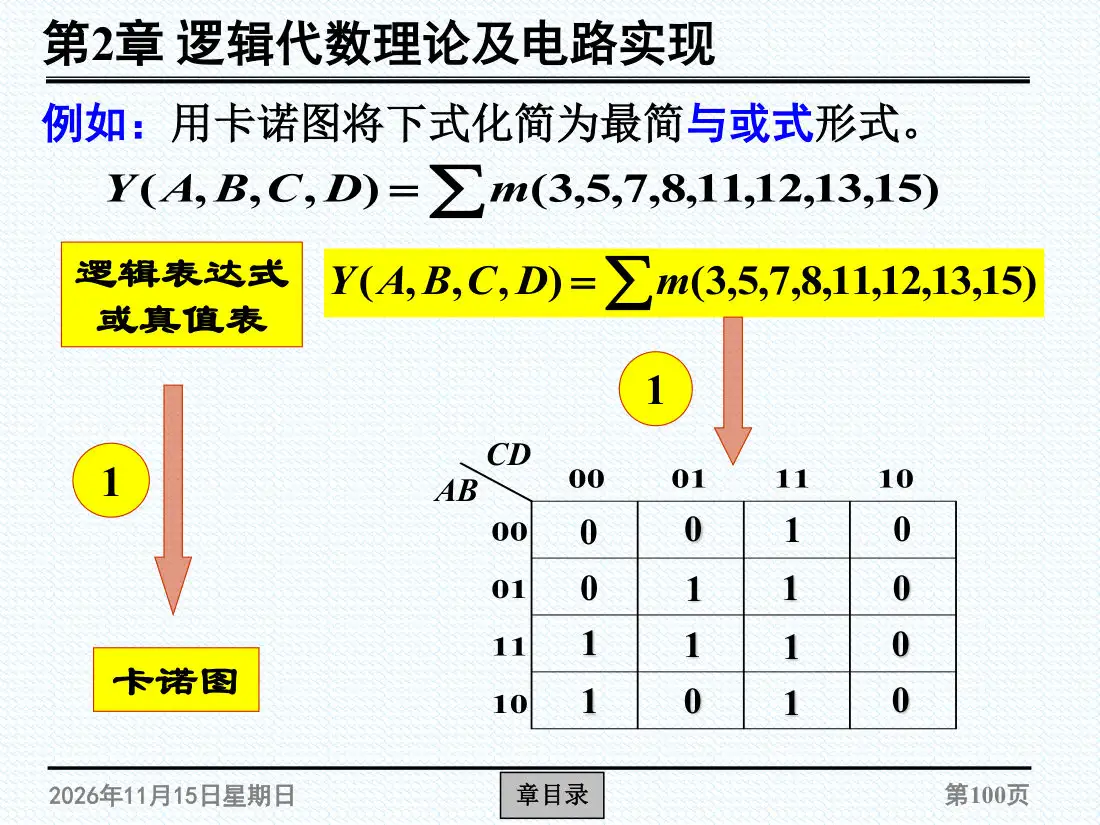 第2章 逻辑代数理论及电路实现
例如：用卡诺图将下式化简为最简与或式形式。
Y(A,B,C,D)=∑m(3,5,7,8,11,12,13,15)
逻辑表达式
或真值表
Y(A,B,C,D)=∑m(3,5,7,8,11,12,13,15)
1
1
卡诺图
CD
AB
00 01 11 10
00 0 0 1 0
01 0 1 1 0
11 1 1 1 0
10 1 0 1 0
2026年11月15日星期日
章目录
第100页